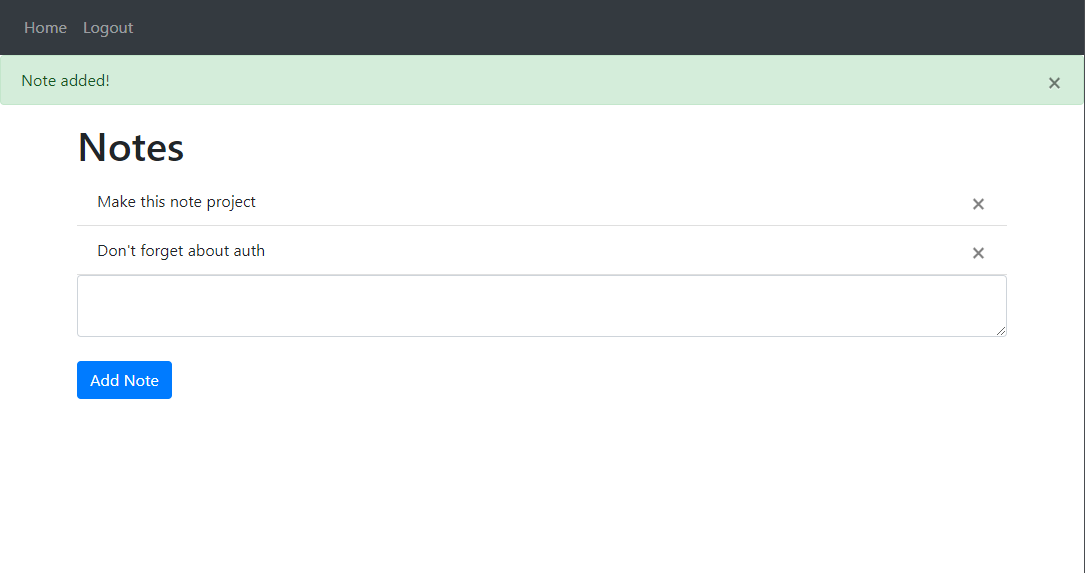 Home Logout
Note added!
×
Notes
Make this note project
×
Don't forget about auth
×
Add Note